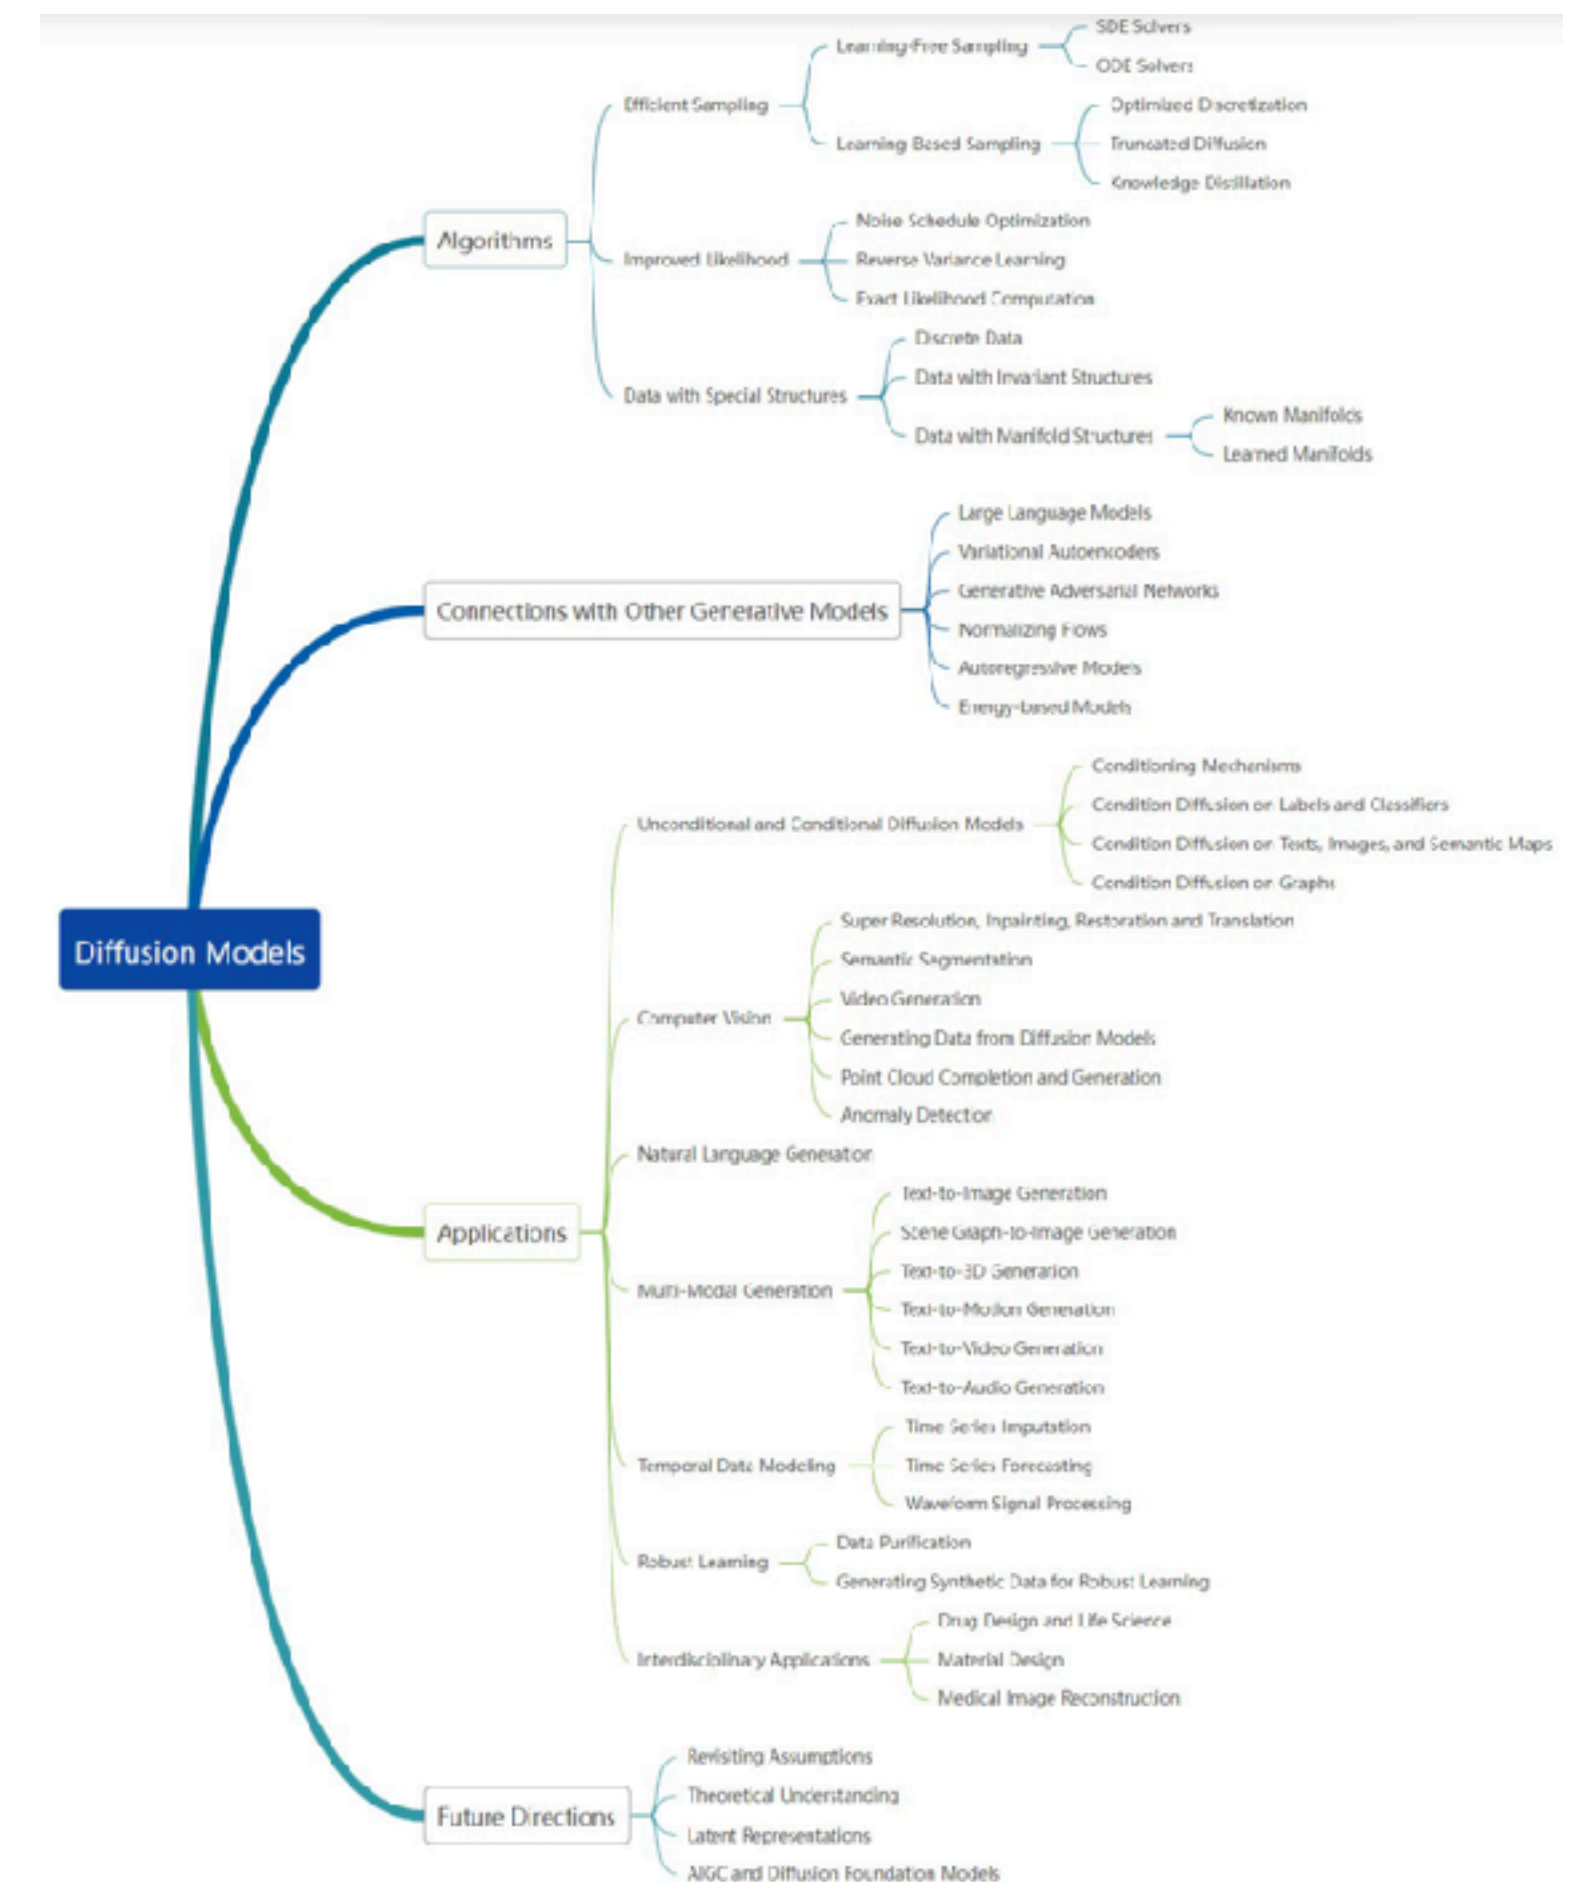 SDE Solvers
Learning-Free Sampling
ODE Solvers
Efficient Sampling
Optimized Discretization
Learning-Based Sampling
Truncated Diffusion
Knowledge Distillation
Algorithms
Noise Schedule Optimization
Improved Likelihood
Reverse Variance Learning
Exact Likelihood Computation
Discrete Data
Data with Invariant Structures
Data with Special Structures
Data with Manifold Structures
Known Manifolds
Learned Manifolds
Large Language Models
Variational Autoencoders
Generative Adversarial Networks
Connections with Other Generative Models
Normalizing Flows
Autoregressive Models
Energy-based Models
Conditioning Mechanisms
Condition Diffusion on Labels and Classifiers
Unconditional and Conditional Diffusion Models
Condition Diffusion on Texts, Images, and Semantic Maps
Condition Diffusion on Graphs
Diffusion Models
Super Resolution, Inpainting, Restoration and Translation
Semantic Segmentation
Video Generation
Computer Vision
Generating Data from Diffusion Models
Point Cloud Completion and Generation
Anomaly Detection
Natural Language Generation
Applications
Text-to-Image Generation
Scene Graph-to-Image Generation
Text-to-3D Generation
Multi-Modal Generation
Text-to-Motion Generation
Text-to-Video Generation
Text-to-Audio Generation
Time Series Imputation
Temporal Data Modeling
Time Series Forecasting
Waveform Signal Processing
Data Purification
Robust Learning
Generating Synthetic Data for Robust Learning
Drug Design and Life Science
Interdisciplinary Applications
Material Design
Medical Image Reconstruction
Revisiting Assumptions
Theoretical Understanding
Future Directions
Latent Representations
AIGC and Diffusion Foundation Models